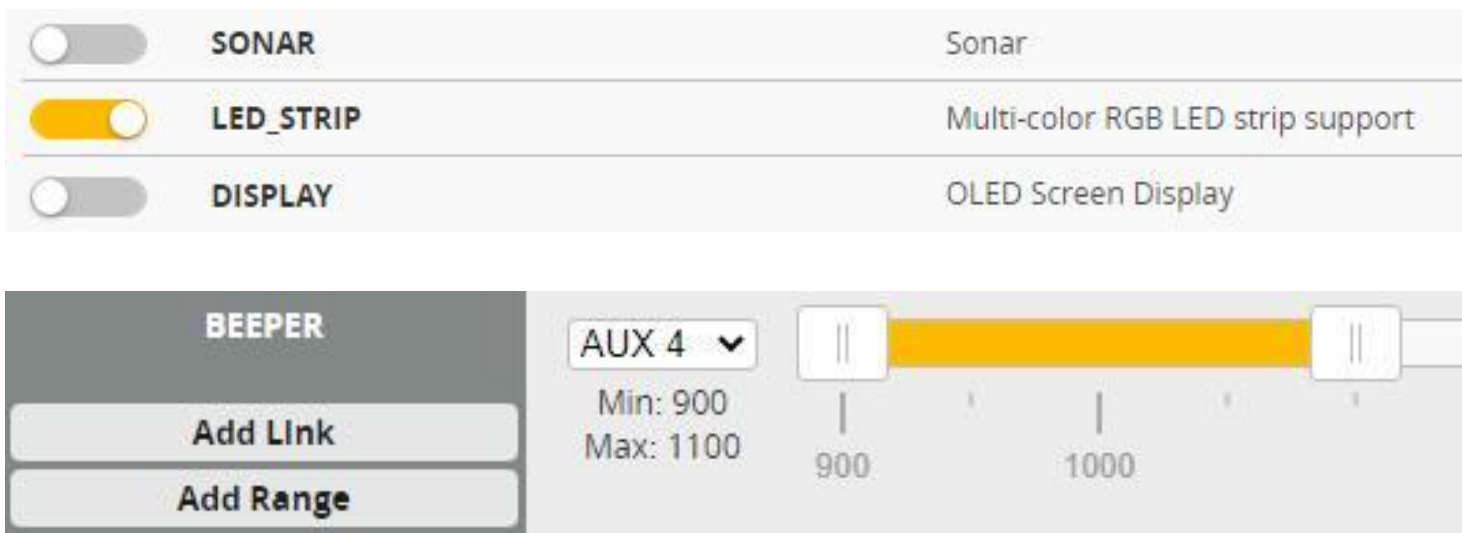 SONAR Sonar
LED_STRIP Multi-color RGB LED strip support
DISPLAY OLED Screen Display
BEEPER
AUX 4
Min: 900
Max: 1100
Add Link
Add Range
900 1000